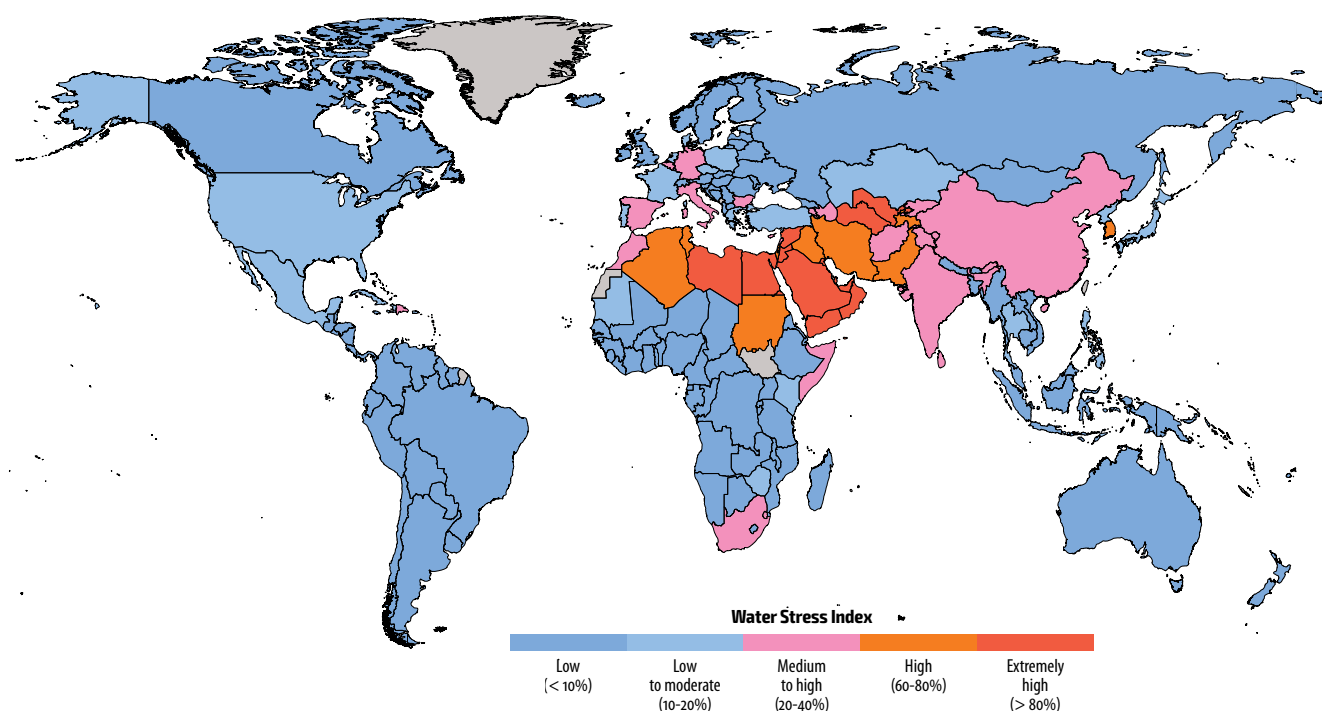 Water Stress Index
Low
(< 10%)
Low
to moderate
(10-20%)
Medium
to high
(20-40%)
High
(60-80%)
Extremely
high
(> 80%)